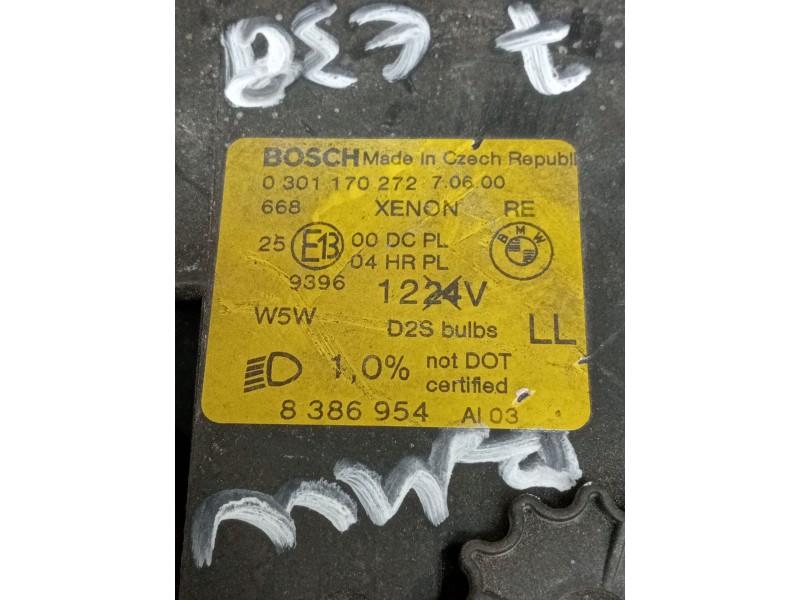 BOSCH Made in Czech Republi
0 301 170 272 7.06.00
668 XENON RE
25 E13 00 DC PL
04 HR PL
BMW
9396
1224V
W5W D2S bulbs LL
1,0% not DOT
certified
8 386 954 AI 03